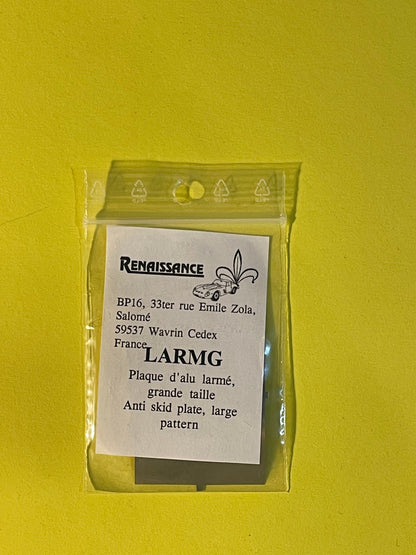 RENAISSANCE
BP16, 33ter rue Emile Zola,
Salomé
59537 Wavrin Cedex
France
LARMG
Plaque d'alu larmé,
grande taille
Anti skid plate, large
pattern